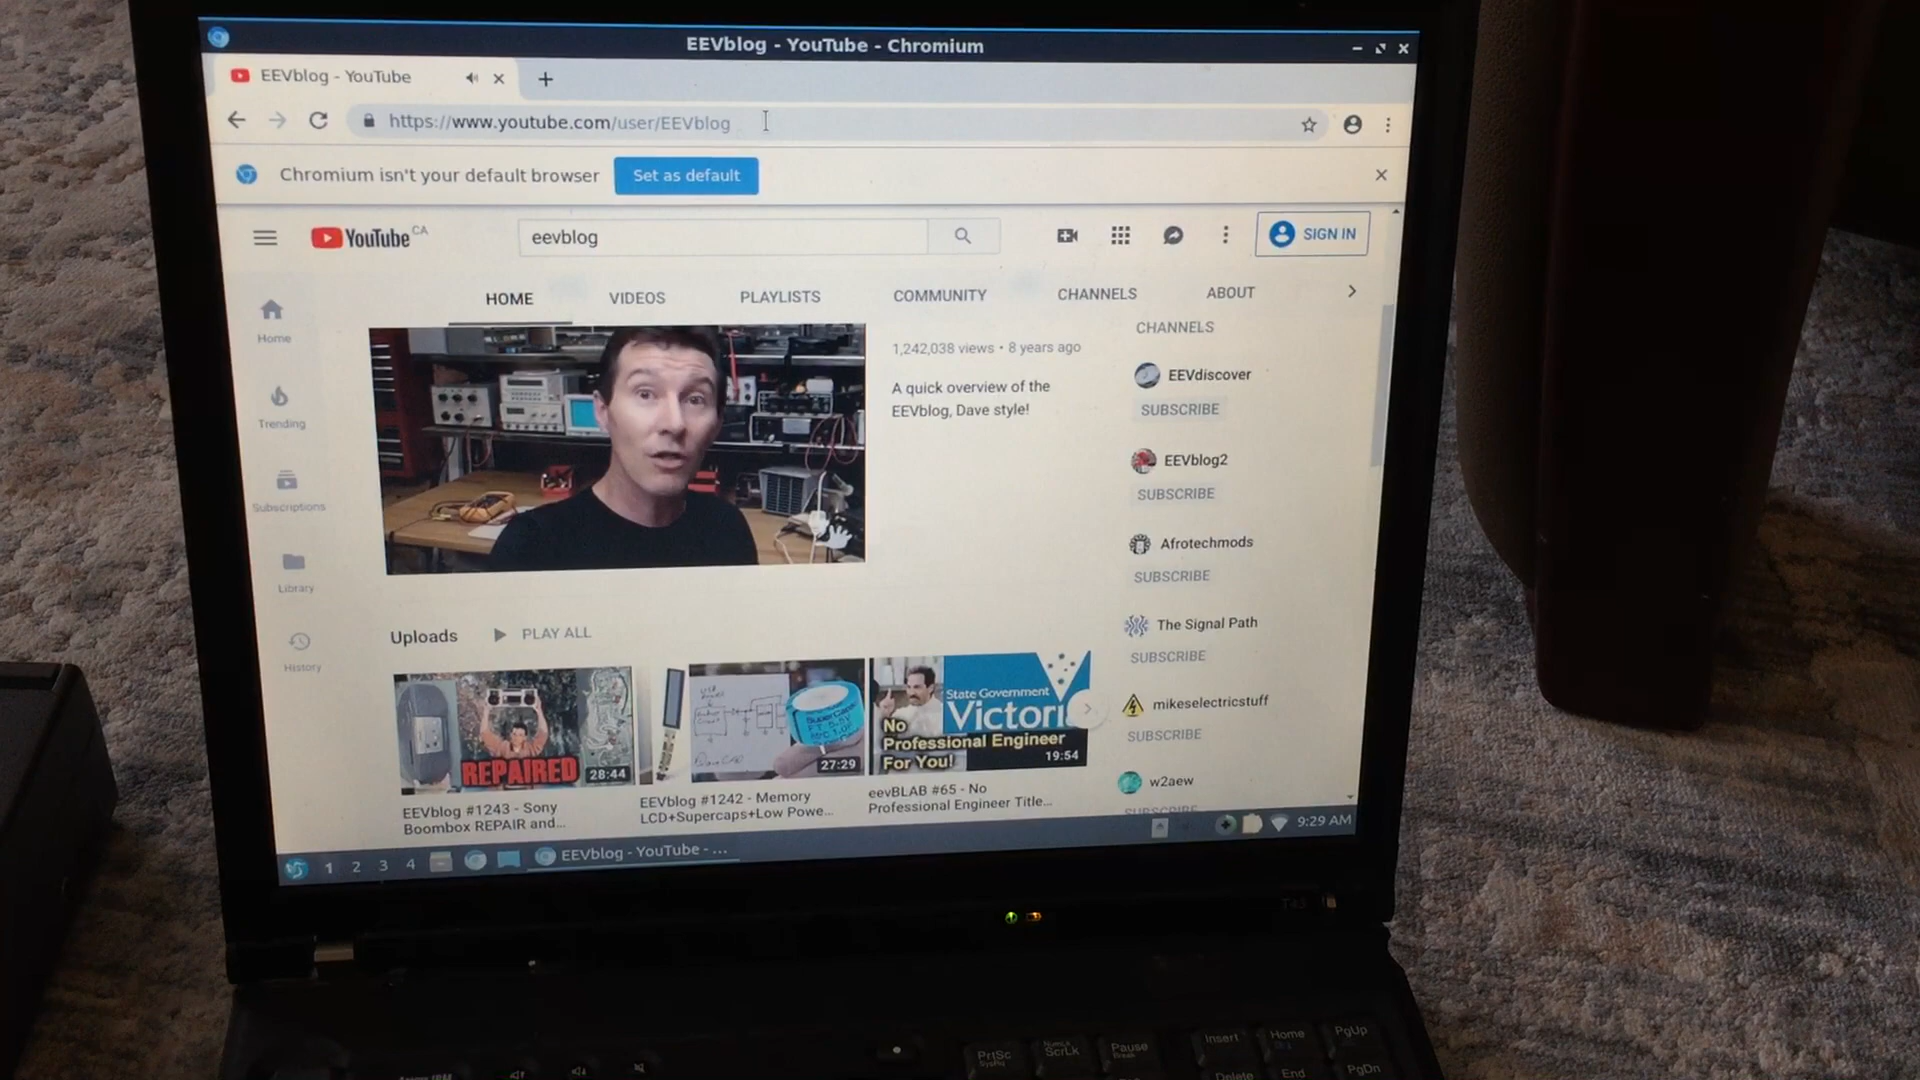 EEVblog - YouTube - Chromium
EEVblog - YouTube
https://www.youtube.com/user/EEVblog
Chromium isn't your default browser
Set as default
YouTube CA
eevblog
SIGN IN
HOME
VIDEOS
PLAYLISTS
COMMUNITY
CHANNELS
ABOUT
Home
Trending
Subscriptions
Library
History
1,242,038 views • 8 years ago
A quick overview of the
EEVblog, Dave style!
CHANNELS
EEVdiscover
SUBSCRIBE
EEVblog2
SUBSCRIBE
Afrotechmods
SUBSCRIBE
The Signal Path
SUBSCRIBE
mikeselectricstuff
SUBSCRIBE
w2aew
SUBSCRIBE
Uploads
PLAY ALL
REPAIRED
28:44
EEVblog #1243 - Sony
Boombox REPAIR and...
27:29
EEVblog #1242 - Memory
LCD+Supercaps+Low Powe...
State Government
Victori
No
Professional Engineer
For You!
19:54
eevBLAB #65 - No
Professional Engineer Title...
1 2 3 4
EEVblog - YouTube - ...
9:29 AM
T43
PrtSc
SysRq
ScrLk
Pause
Break
Insert
Home
PgUp
Delete
End
PgDn